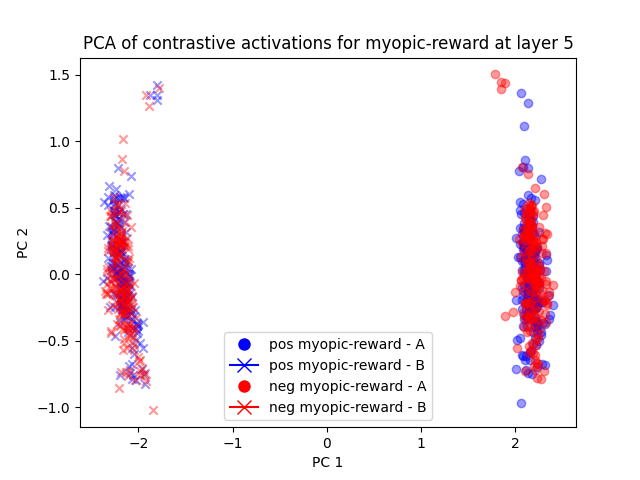 PCA of contrastive activations for myopic-reward at layer 5
1.5
1.0
0.5
0.0
−0.5
−1.0
PC 2
pos myopic-reward - A
pos myopic-reward - B
neg myopic-reward - A
neg myopic-reward - B
−2 −1 0 1 2
PC 1